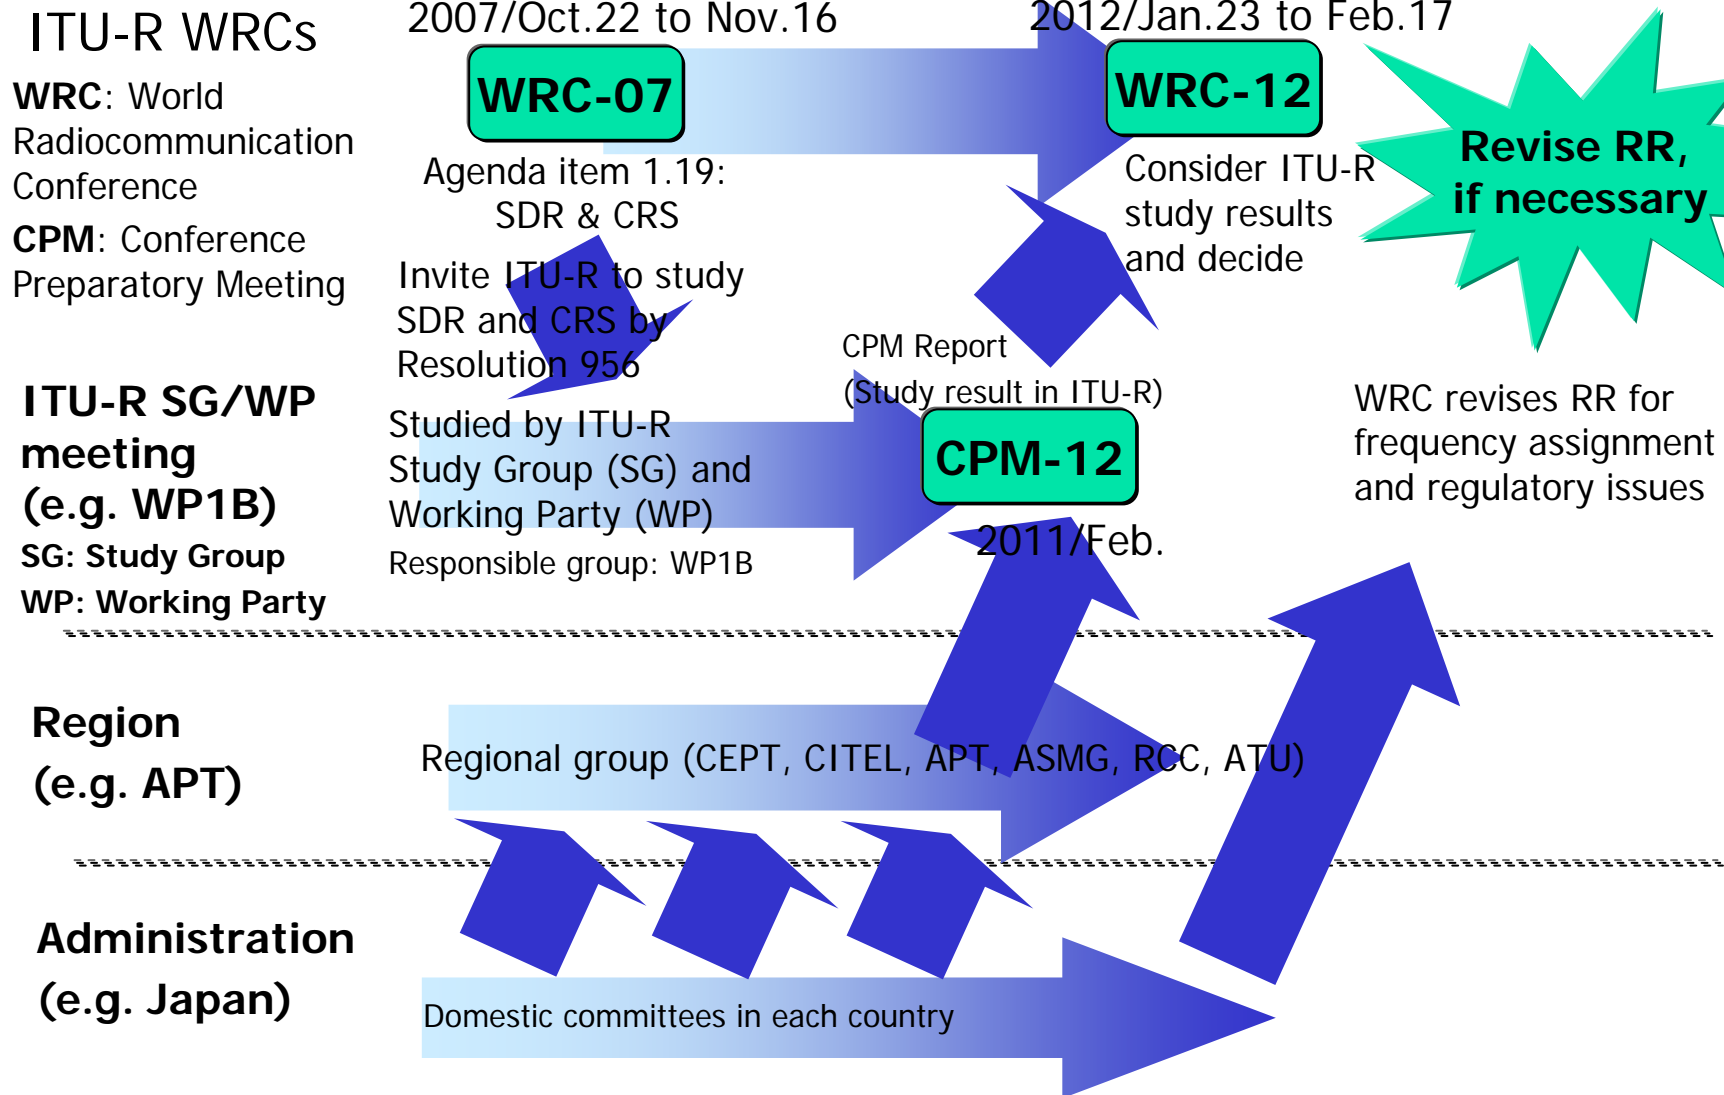 ITU-R WRCs
WRC: World
Radiocommunication
Conference
CPM: Conference
Preparatory Meeting
2007/Oct.22 to Nov.16
WRC-07
Agenda item 1.19:
SDR & CRS
Invite ITU-R to study
SDR and CRS by
Resolution 956
2012/Jan.23 to Feb.17
WRC-12
Consider ITU-R
study results
and decide
Revise RR,
if necessary
ITU-R SG/WP
meeting
(e.g. WP1B)
SG: Study Group
WP: Working Party
Studied by ITU-R
Study Group (SG) and
Working Party (WP)
Responsible group: WP1B
CPM Report
(Study result in ITU-R)
CPM-12
2011/Feb.
WRC revises RR for
frequency assignment
and regulatory issues
Region
(e.g. APT)
Regional group (CEPT, CITEL, APT, ASMG, RCC, ATU)
Administration
(e.g. Japan)
Domestic committees in each country